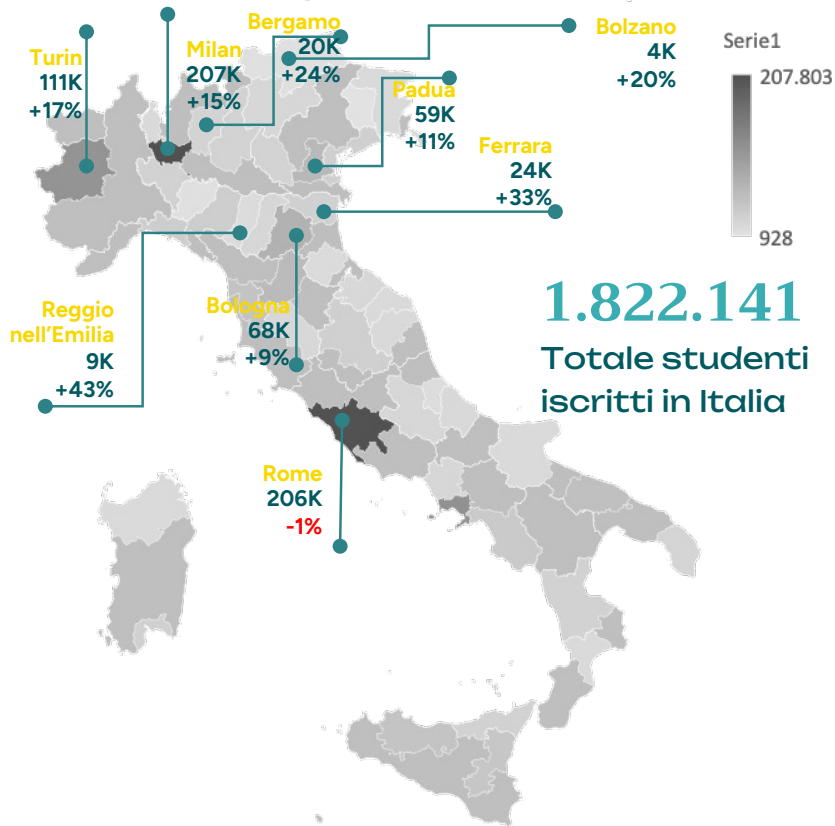 Bergamo
20K
+24%
Bolzano
4K
+20%
Serie1
207.803
928
Turin
111K
+17%
Milan
207K
+15%
Padua
59K
+11%
Ferrara
24K
+33%
1.822.141
Totale studenti
iscritti in Italia
Reggio
nell'Emilia
9K
+43%
Bologna
68K
+9%
Rome
206K
-1%